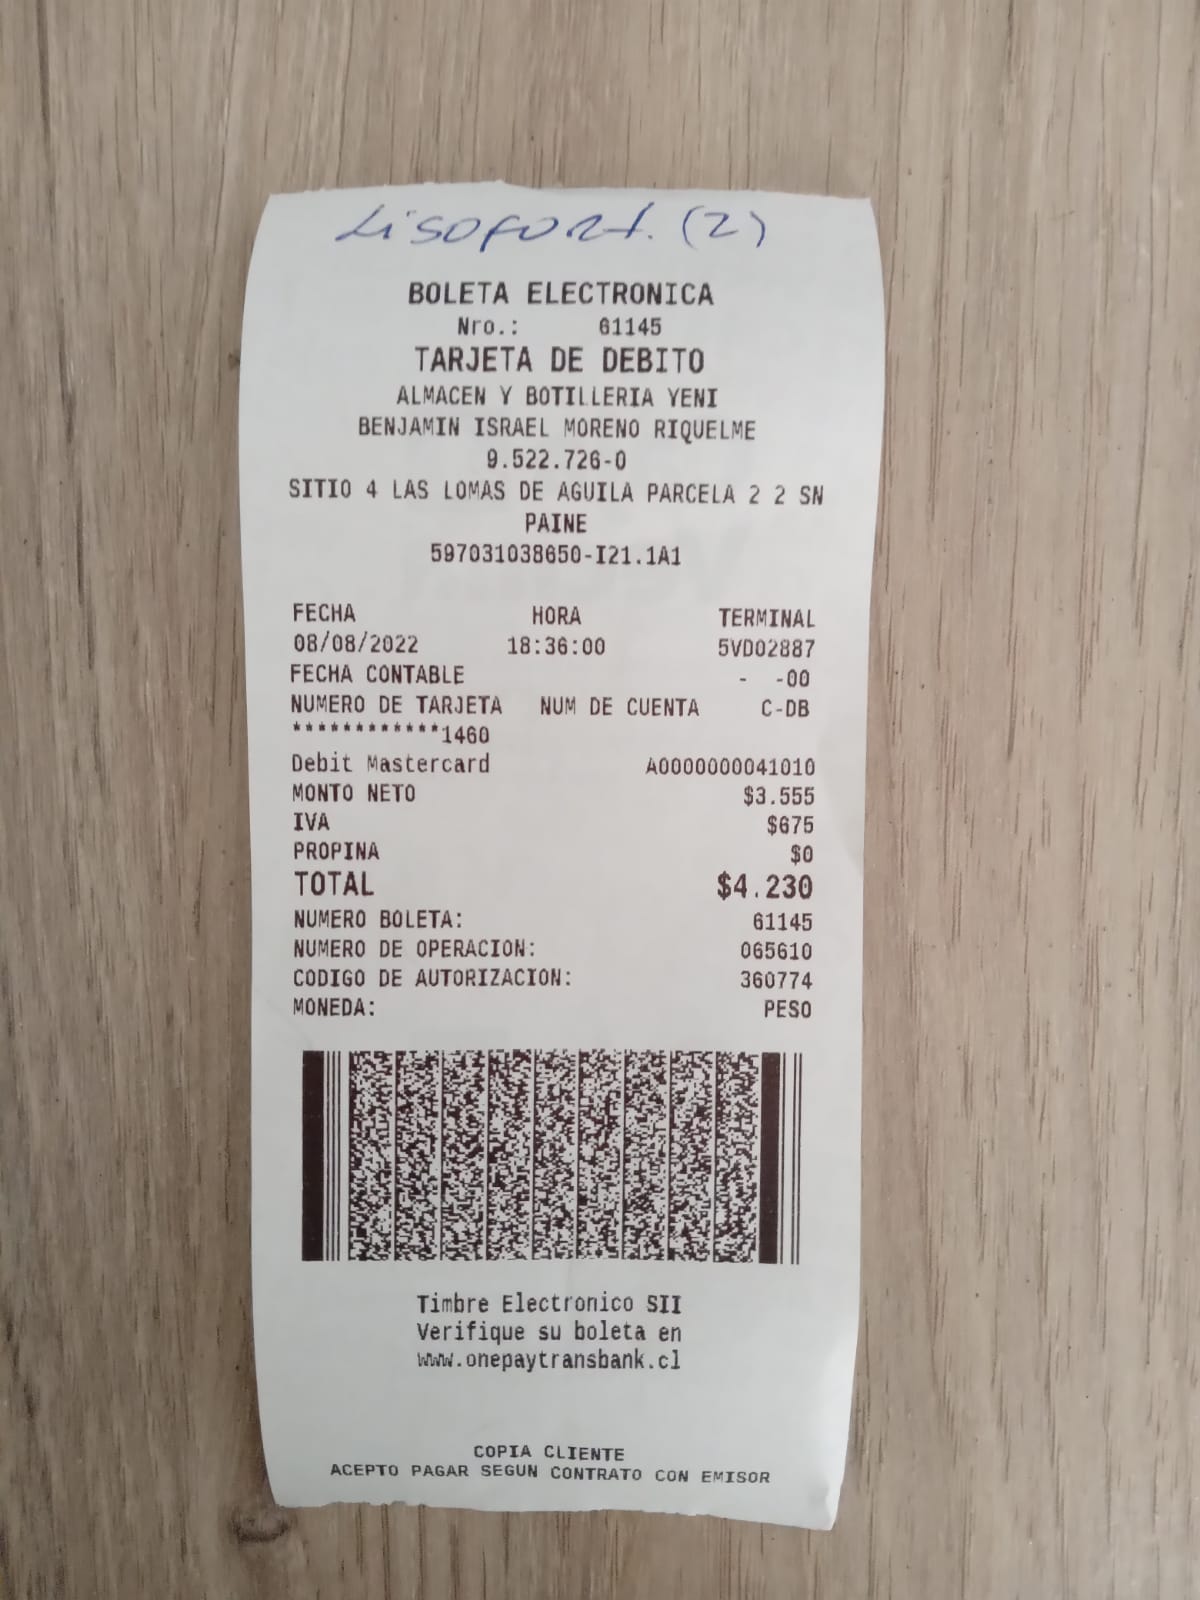 Lisofort. (2)
BOLETA ELECTRONICA
Nro.: 61145
TARJETA DE DEBITO
ALMACEN Y BOTILLERIA YENI
BENJAMIN ISRAEL MORENO RIQUELME
9.522.726-0
SITIO 4 LAS LOMAS DE AGUILA PARCELA 2 2 SN
PAINE
597031038650-I21.1A1
FECHA HORA TERMINAL
08/08/2022 18:36:00 5VD02887
FECHA CONTABLE - -00
NUMERO DE TARJETA NUM DE CUENTA C-DB
************1460
Debit Mastercard A0000000041010
MONTO NETO $3.555
IVA $675
PROPINA $0
TOTAL $4.230
NUMERO BOLETA: 61145
NUMERO DE OPERACION: 065610
CODIGO DE AUTORIZACION: 360774
MONEDA: PESO
Timbre Electronico SII
Verifique su boleta en
www.onepaytransbank.cl
COPIA CLIENTE
ACEPTO PAGAR SEGUN CONTRATO CON EMISOR